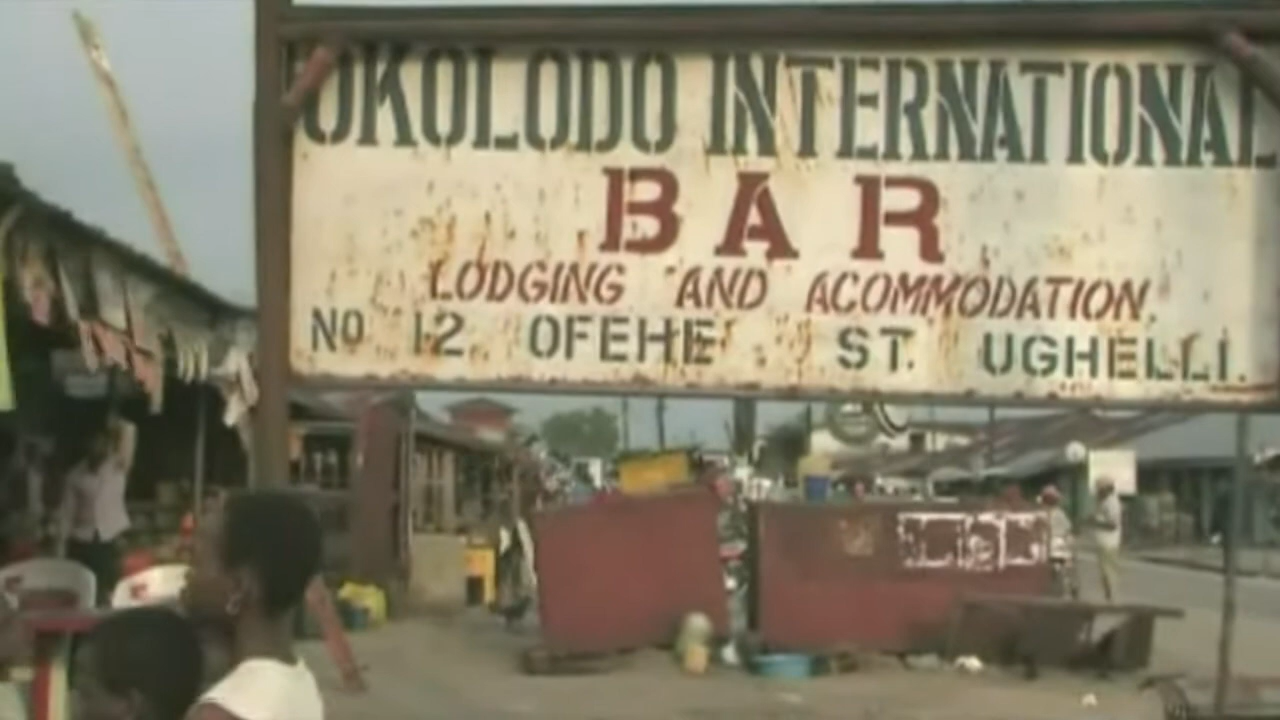 OKOLODO INTERNATIONAL
BAR
LODGING AND ACOMMODATION.
NO 12 OFEHE ST. UGHELLI.